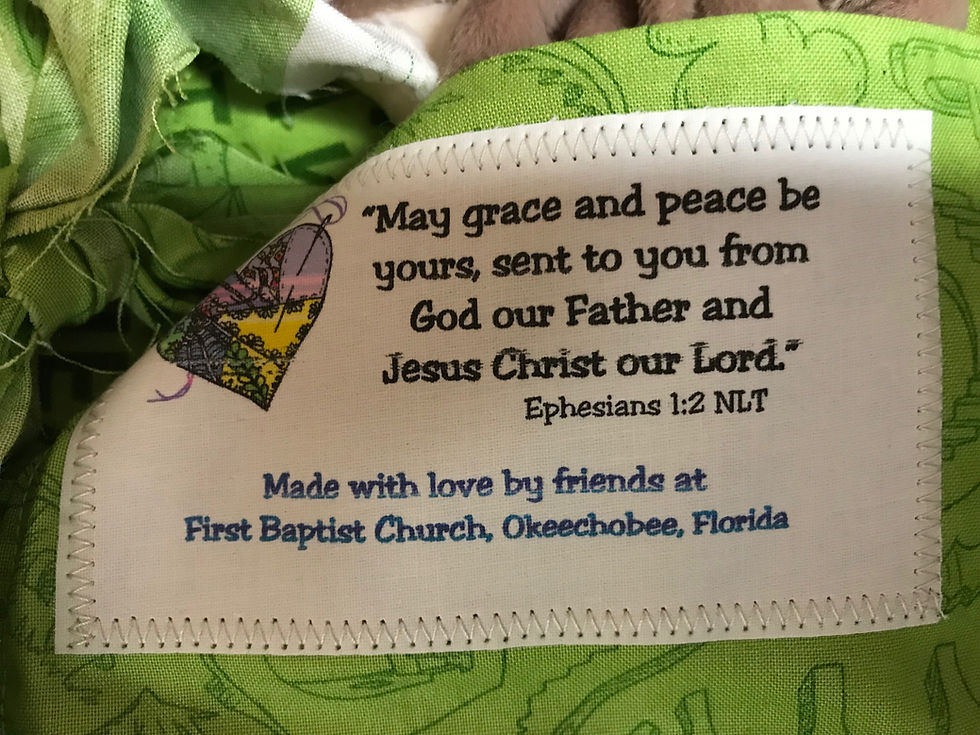 “May grace and peace be
yours, sent to you from
God our Father and
Jesus Christ our Lord.”
Ephesians 1:2 NLT
Made with love by friends at
First Baptist Church, Okeechobee, Florida